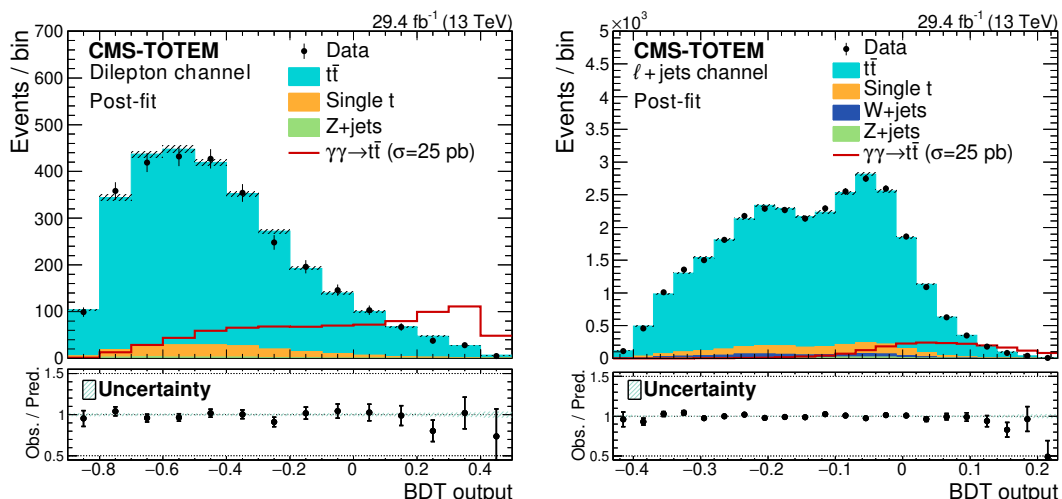 29.4 fb⁻¹ (13 TeV)
Events / bin
700
600
500
400
300
200
100
0
CMS-TOTEM
Dilepton channel
Post-fit
Data
tt̄
Single t
Z+jets
γγ→tt̄ (σ=25 pb)
Obs. / Pred.
1.5
1
0.5
Uncertainty
−0.8 −0.6 −0.4 −0.2 0 0.2 0.4
BDT output
×10³
29.4 fb⁻¹ (13 TeV)
Events / bin
5
4.5
4
3.5
3
2.5
2
1.5
1
0.5
0
CMS-TOTEM
ℓ+jets channel
Post-fit
Data
tt̄
Single t
W+jets
Z+jets
γγ→tt̄ (σ=25 pb)
Obs. / Pred.
1.5
1
0.5
Uncertainty
−0.4 −0.3 −0.2 −0.1 0 0.1 0.2
BDT output